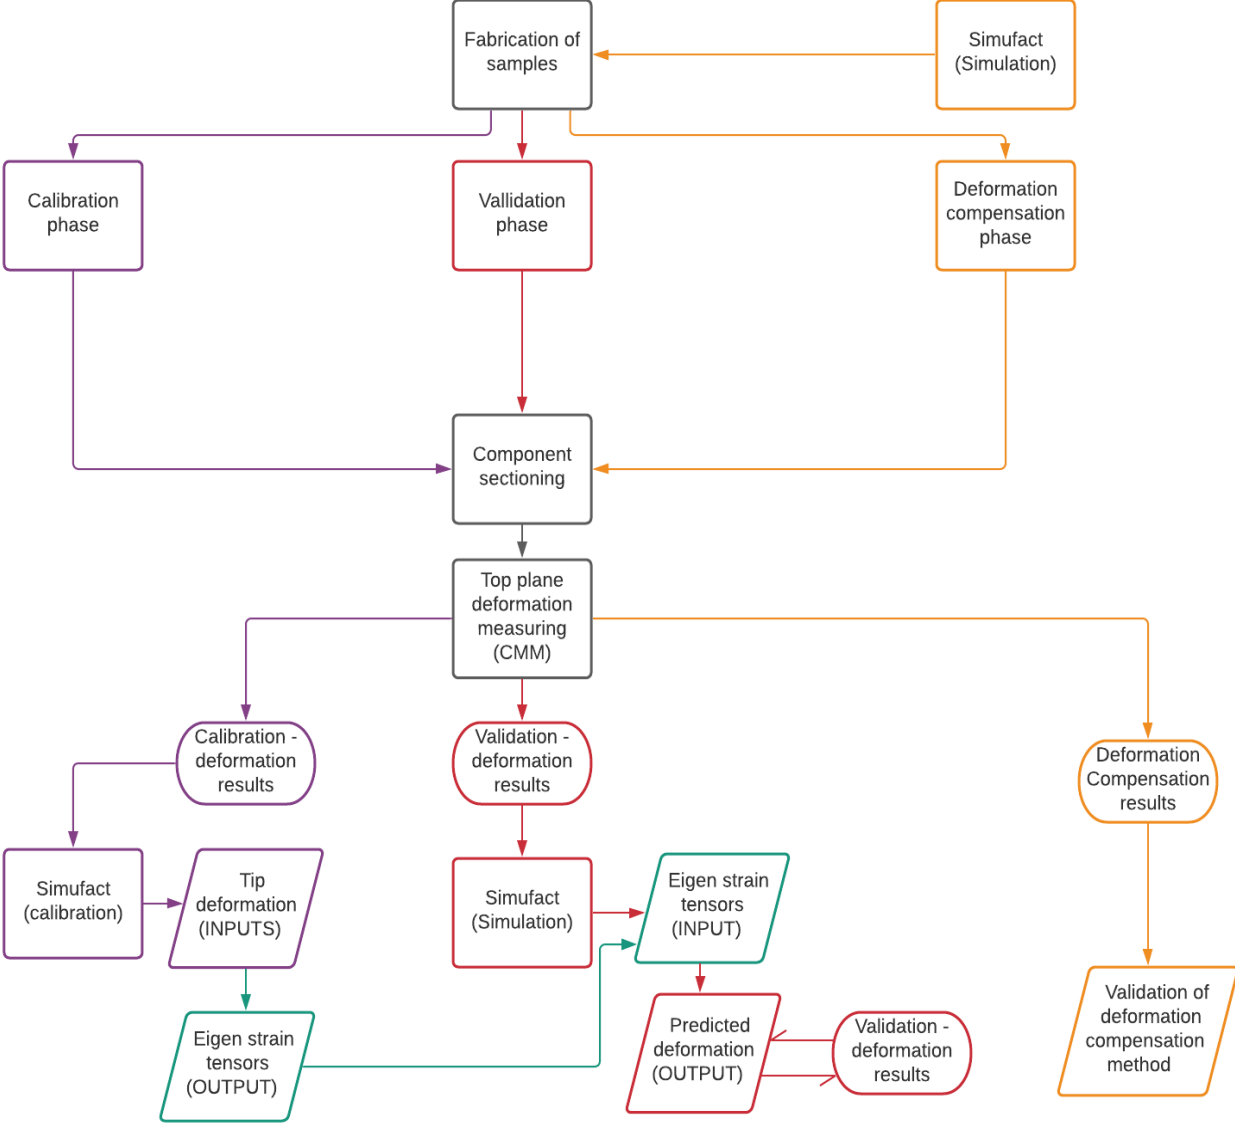 Fabrication of
samples
Simufact
(Simulation)
Calibration
phase
Vallidation
phase
Deformation
compensation
phase
Component
sectioning
Top plane
deformation
measuring
(CMM)
Calibration -
deformation
results
Validation -
deformation
results
Deformation
Compensation
results
Simufact
(calibration)
Tip
deformation
(INPUTS)
Simufact
(Simulation)
Eigen strain
tensors
(INPUT)
Eigen strain
tensors
(OUTPUT)
Predicted
deformation
(OUTPUT)
Validation -
deformation
results
Validation of
deformation
compensation
method